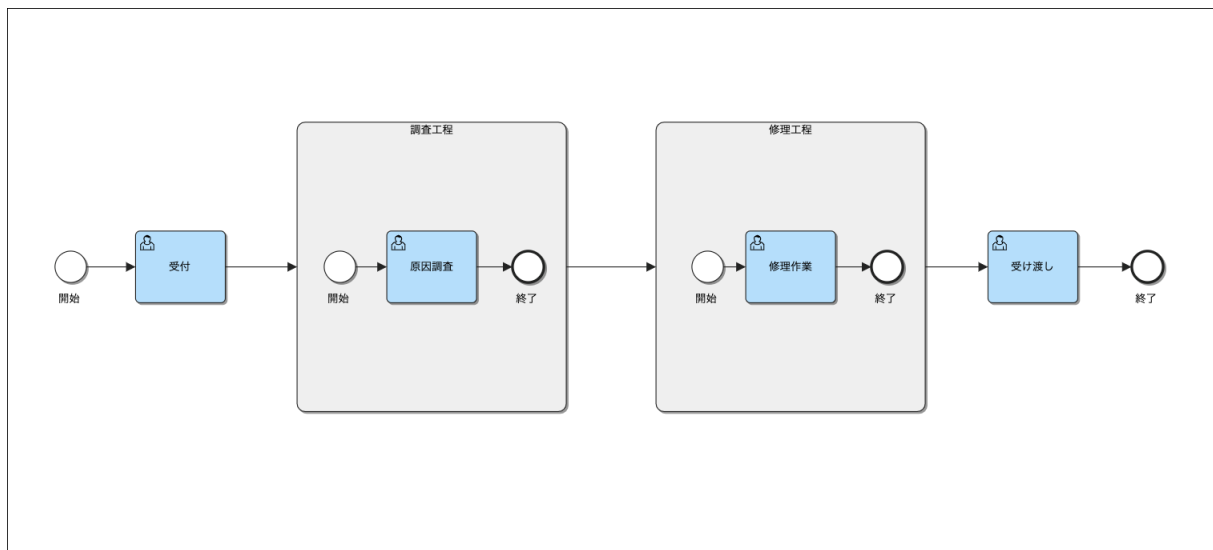 開始
受付
調査工程
開始
原因調査
終了
修理工程
開始
修理作業
終了
受け渡し
終了